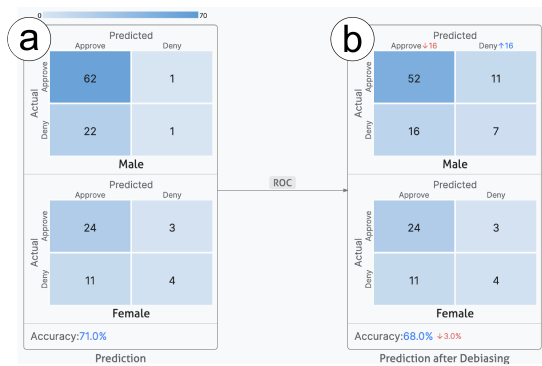 0 70
a
Predicted
Approve Deny
Actual
Approve
62 1
Deny
22 1
Male
Predicted
Approve Deny
Actual
Approve
24 3
Deny
11 4
Female
Accuracy:71.0%
Prediction
ROC
b
Predicted
Approve↓16 Deny↑16
Actual
Approve
52 11
Deny
16 7
Male
Predicted
Approve Deny
Actual
Approve
24 3
Deny
11 4
Female
Accuracy:68.0% ↓3.0%
Prediction after Debiasing